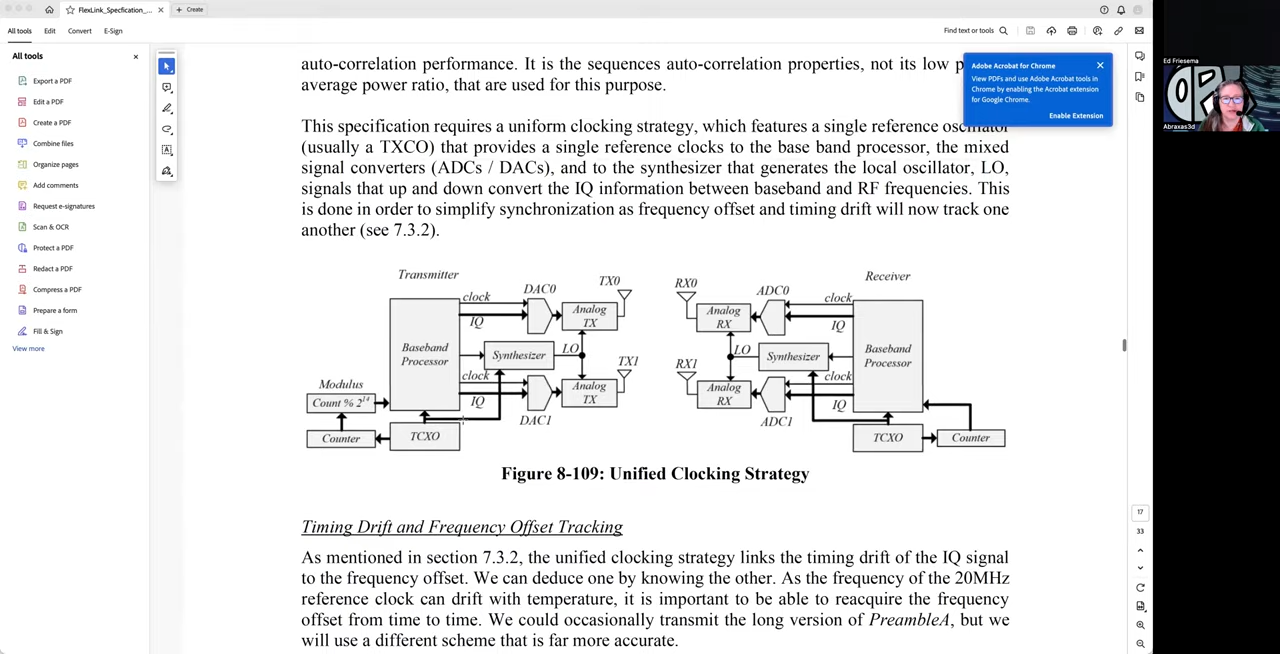 FlexLink_Specfication_...
Create
All tools
Edit
Convert
E-Sign
Find text or tools
All tools
Export a PDF
Edit a PDF
Create a PDF
Combine files
Organize pages
Add comments
Request e-signatures
Scan & OCR
Protect a PDF
Redact a PDF
Compress a PDF
Prepare a form
Fill & Sign
View more
auto-correlation performance. It is the sequences auto-correlation properties, not its low p
average power ratio, that are used for this purpose.
This specification requires a uniform clocking strategy, which features a single reference oscillator
(usually a TXCO) that provides a single reference clocks to the base band processor, the mixed
signal converters (ADCs / DACs), and to the synthesizer that generates the local oscillator, LO,
signals that up and down convert the IQ information between baseband and RF frequencies. This
is done in order to simplify synchronization as frequency offset and timing drift will now track one
another (see 7.3.2).
Adobe Acrobat for Chrome
View PDFs and use Adobe Acrobat tools in
Chrome by enabling the Acrobat extension
for Google Chrome.
Enable Extension
Ed Friesema
Abraxas3d
Transmitter
Receiver
clock DAC0 TX0 RX0 ADC0 clock
IQ Analog TX Analog RX IQ
Baseband Processor Synthesizer LO LO Synthesizer Baseband Processor
clock TX1 RX1 clock
Modulus
Count % 2^14
IQ Analog TX Analog RX IQ
DAC1 ADC1
Counter TCXO TCXO Counter
Figure 8-109: Unified Clocking Strategy
Timing Drift and Frequency Offset Tracking
As mentioned in section 7.3.2, the unified clocking strategy links the timing drift of the IQ signal
to the frequency offset. We can deduce one by knowing the other. As the frequency of the 20MHz
reference clock can drift with temperature, it is important to be able to reacquire the frequency
offset from time to time. We could occasionally transmit the long version of PreambleA, but we
will use a different scheme that is far more accurate.
17
33